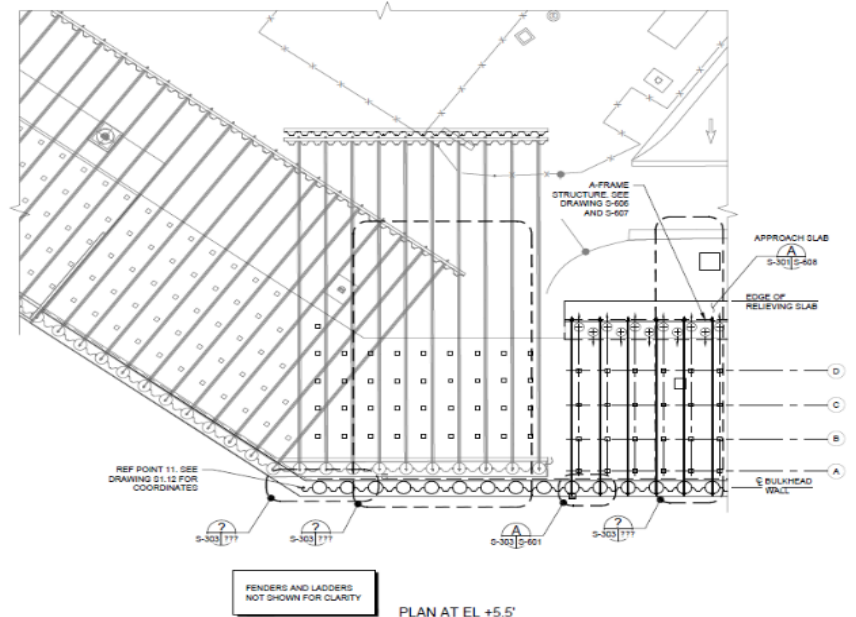 A-FRAME
STRUCTURE. SEE
DRAWING S-606
AND S-607
APPROACH SLAB
A
S-301 S-608
EDGE OF
RELIEVING SLAB
D
C
B
A
REF POINT 11. SEE
DRAWING S1.12 FOR
COORDINATES
℄ BULKHEAD
WALL
?
S-303 ???
?
S-303 ???
A
S-303 S-601
?
S-303 ???
FENDERS AND LADDERS
NOT SHOWN FOR CLARITY
PLAN AT EL +5.5'